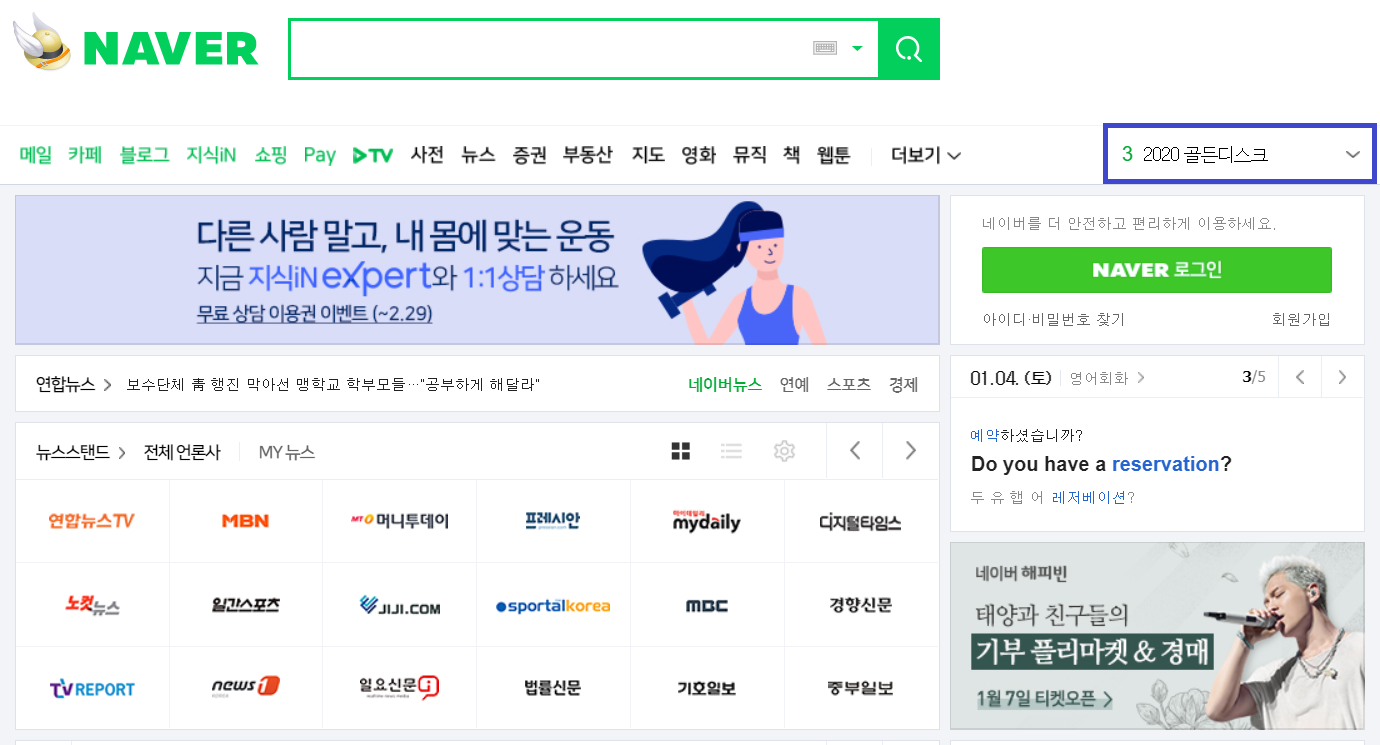 NAVER
메일 카페 블로그 지식iN 쇼핑 Pay TV 사전 뉴스 증권 부동산 지도 영화 뮤직 책 웹툰 더보기
3 2020 골든디스크
다른 사람 말고, 내 몸에 맞는 운동
지금 지식iN expert와 1:1상담 하세요
무료 상담 이용권 이벤트 (~2.29)
네이버를 더 안전하고 편리하게 이용하세요.
NAVER 로그인
아이디·비밀번호 찾기 회원가입
연합뉴스 보수단체 靑 행진 막아선 맹학교 학부모들…"공부하게 해달라"
네이버뉴스 연예 스포츠 경제
01.04. (토) 영어회화 3/5
예약하셨습니까?
Do you have a reservation?
두 유 햅 어 레저베이션?
뉴스스탠드 전체 언론사 MY 뉴스
연합뉴스TV MBN MT 머니투데이 프레시안 마이데일리 mydaily 디지털타임스
노컷뉴스 일간스포츠 JIJI.COM sportalkorea MBC 경향신문
TV REPORT news1 KOREA 일요신문 법률신문 기호일보 중부일보
네이버 해피빈
태양과 친구들의
기부 플리마켓 & 경매
1월 7일 티켓오픈